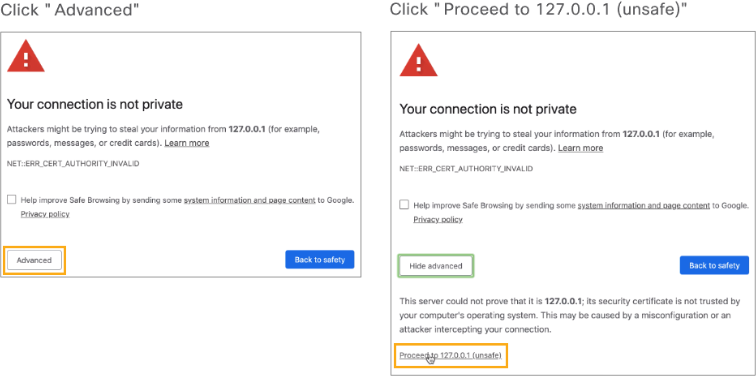 Click "Advanced"
Your connection is not private
Attackers might be trying to steal your information from 127.0.0.1 (for example,
passwords, messages, or credit cards). Learn more
NET::ERR_CERT_AUTHORITY_INVALID
Help improve Safe Browsing by sending some system information and page content to Google.
Privacy policy
Advanced
Back to safety
Click "Proceed to 127.0.0.1 (unsafe)"
Your connection is not private
Attackers might be trying to steal your information from 127.0.0.1 (for example,
passwords, messages, or credit cards). Learn more
NET::ERR_CERT_AUTHORITY_INVALID
Help improve Safe Browsing by sending some system information and page content to Google.
Privacy policy
Hide advanced
Back to safety
This server could not prove that it is 127.0.0.1; its security certificate is not trusted by
your computer's operating system. This may be caused by a misconfiguration or an
attacker intercepting your connection.
Proceed to 127.0.0.1 (unsafe)